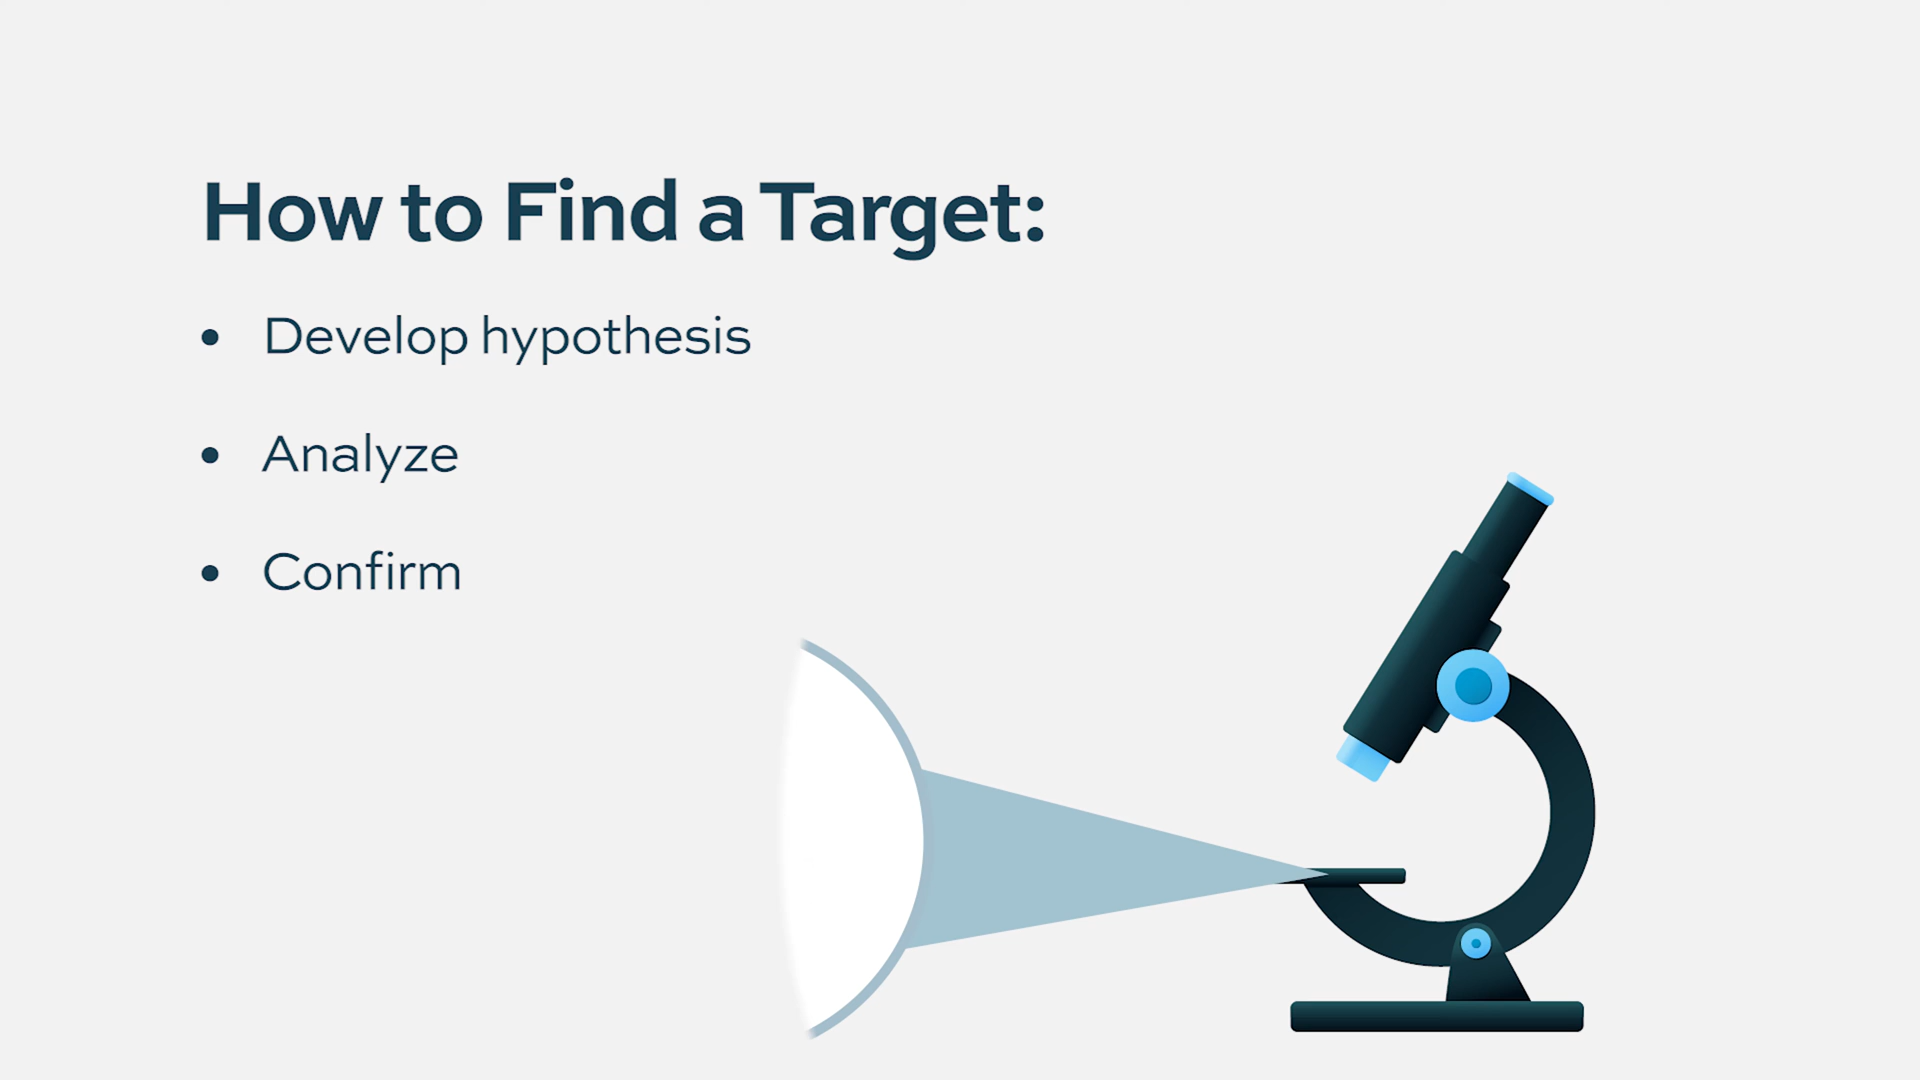 How to Find a Target:
• Develop hypothesis
• Analyze
• Confirm